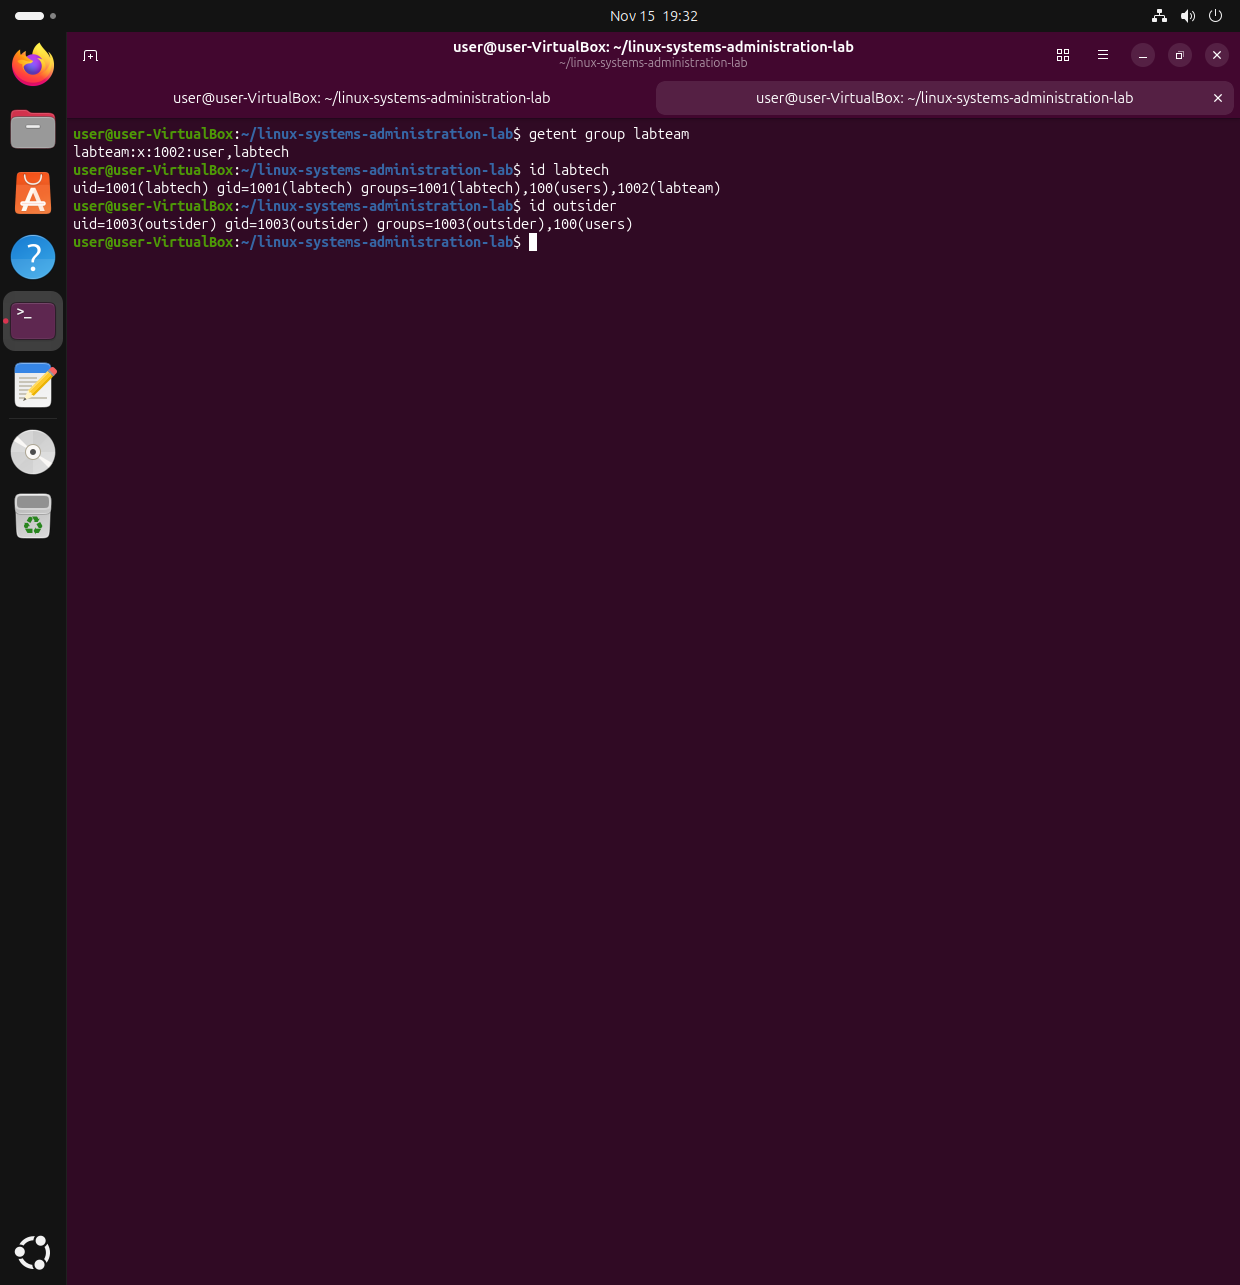 Nov 15 19:32
user@user-VirtualBox: ~/linux-systems-administration-lab
~/linux-systems-administration-lab
user@user-VirtualBox: ~/linux-systems-administration-lab
user@user-VirtualBox: ~/linux-systems-administration-lab
user@user-VirtualBox:~/linux-systems-administration-lab$ getent group labteam
labteam:x:1002:user,labtech
user@user-VirtualBox:~/linux-systems-administration-lab$ id labtech
uid=1001(labtech) gid=1001(labtech) groups=1001(labtech),100(users),1002(labteam)
user@user-VirtualBox:~/linux-systems-administration-lab$ id outsider
uid=1003(outsider) gid=1003(outsider) groups=1003(outsider),100(users)
user@user-VirtualBox:~/linux-systems-administration-lab$